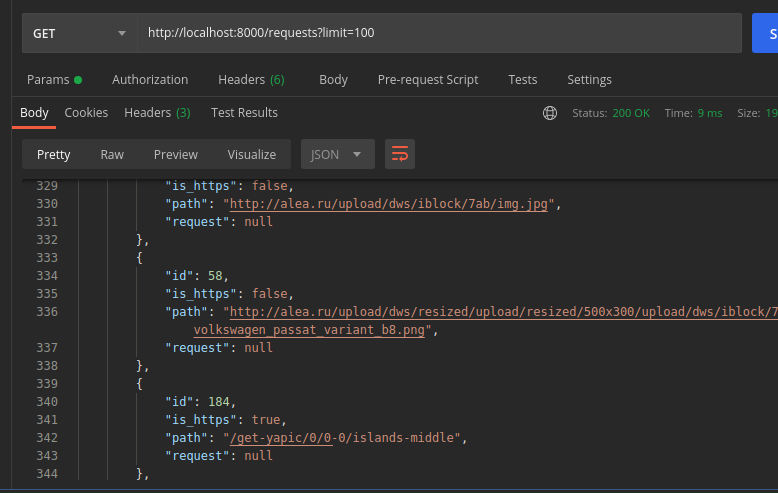 GET http://localhost:8000/requests?limit=100 S
Params Authorization Headers (6) Body Pre-request Script Tests Settings
Body Cookies Headers (3) Test Results Status: 200 OK Time: 9 ms Size: 19
Pretty Raw Preview Visualize JSON
329 "is_https": false,
330 "path": "http://alea.ru/upload/dws/iblock/7ab/img.jpg",
331 "request": null
332 },
333 {
334 "id": 58,
335 "is_https": false,
336 "path": "http://alea.ru/upload/dws/resized/upload/resized/500x300/upload/dws/iblock/7
volkswagen_passat_variant_b8.png",
337 "request": null
338 },
339 {
340 "id": 184,
341 "is_https": true,
342 "path": "/get-yapic/0/0-0/islands-middle",
343 "request": null
344 },